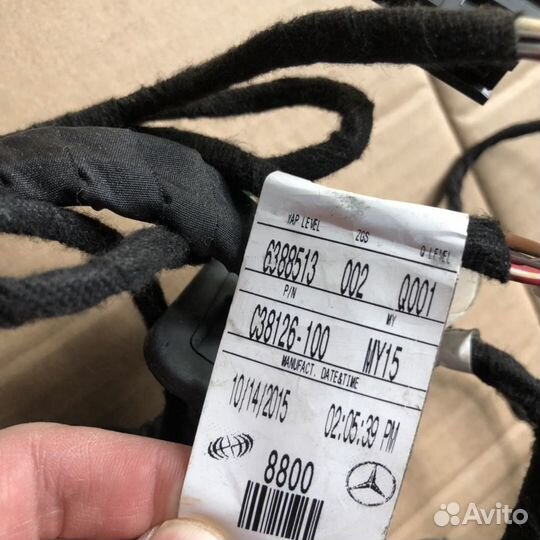 VAP LEVEL ZGS Q LEVEL
6388513 002 Q001
P/N MY
C38126-100 MY15
MANUFACT. DATE&TIME
10/14/2015 02:05:39 PM
8800
Avito